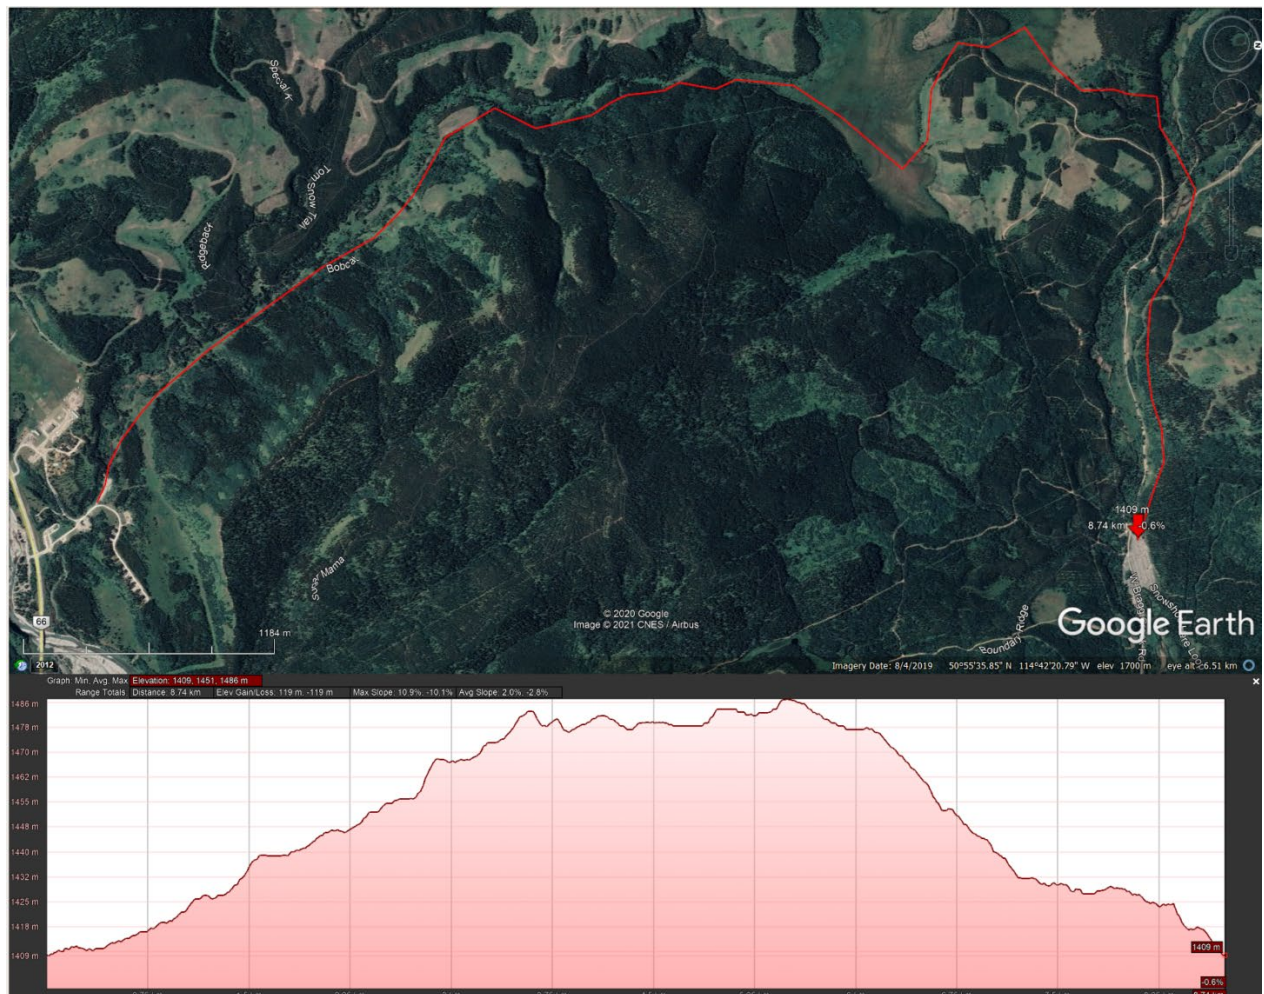 Special K
Tom Snow Trail
Ridgeback
Bobcat
1409 m
8.74 km -0.6%
Sugar Mama
© 2020 Google
Image © 2021 CNES / Airbus
Boundary Ridge
Google Earth
66
1184 m
2012
Imagery Date: 8/4/2019 50°55'35.85" N 114°42'20.79" W elev 1700 m eye alt 6.51 km
Graph: Min, Avg, Max Elevation: 1409, 1451, 1486 m
Range Totals Distance: 8.74 km Elev Gain/Loss: 119 m, -119 m Max Slope: 10.9%, -10.1% Avg Slope: 2.0%, -2.8%
1486 m
1478 m
1470 m
1462 m
1455 m
1448 m
1440 m
1432 m
1425 m
1418 m
1409 m
1409 m
-0.6%